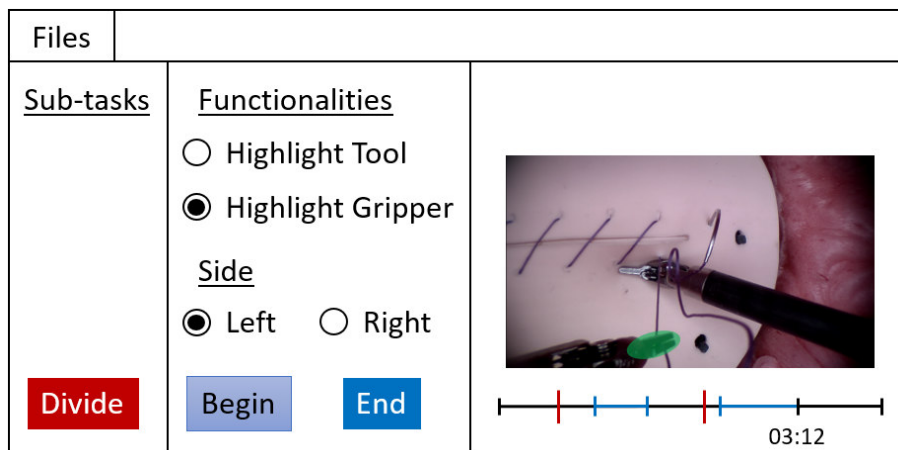 Files
Sub-tasks
Divide
Functionalities
Highlight Tool
Highlight Gripper
Side
Left Right
Begin End
03:12